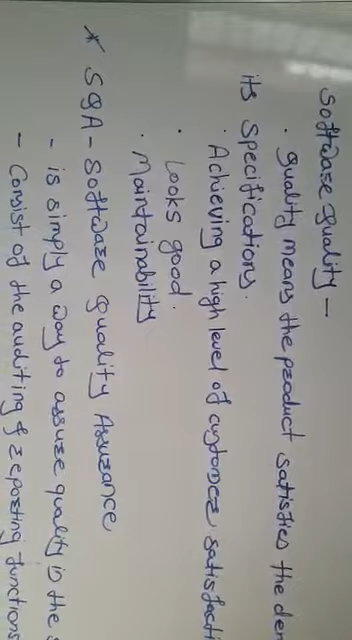 Software Quality -
• Quality means the product satisfies the
its Specifications.
• Achieving a high level of customer
• Looks good.
• Maintainability
* SQA - Software Quality Assurance
- is simply a way to assure quality in the
- Consist of the auditing & reporting functions